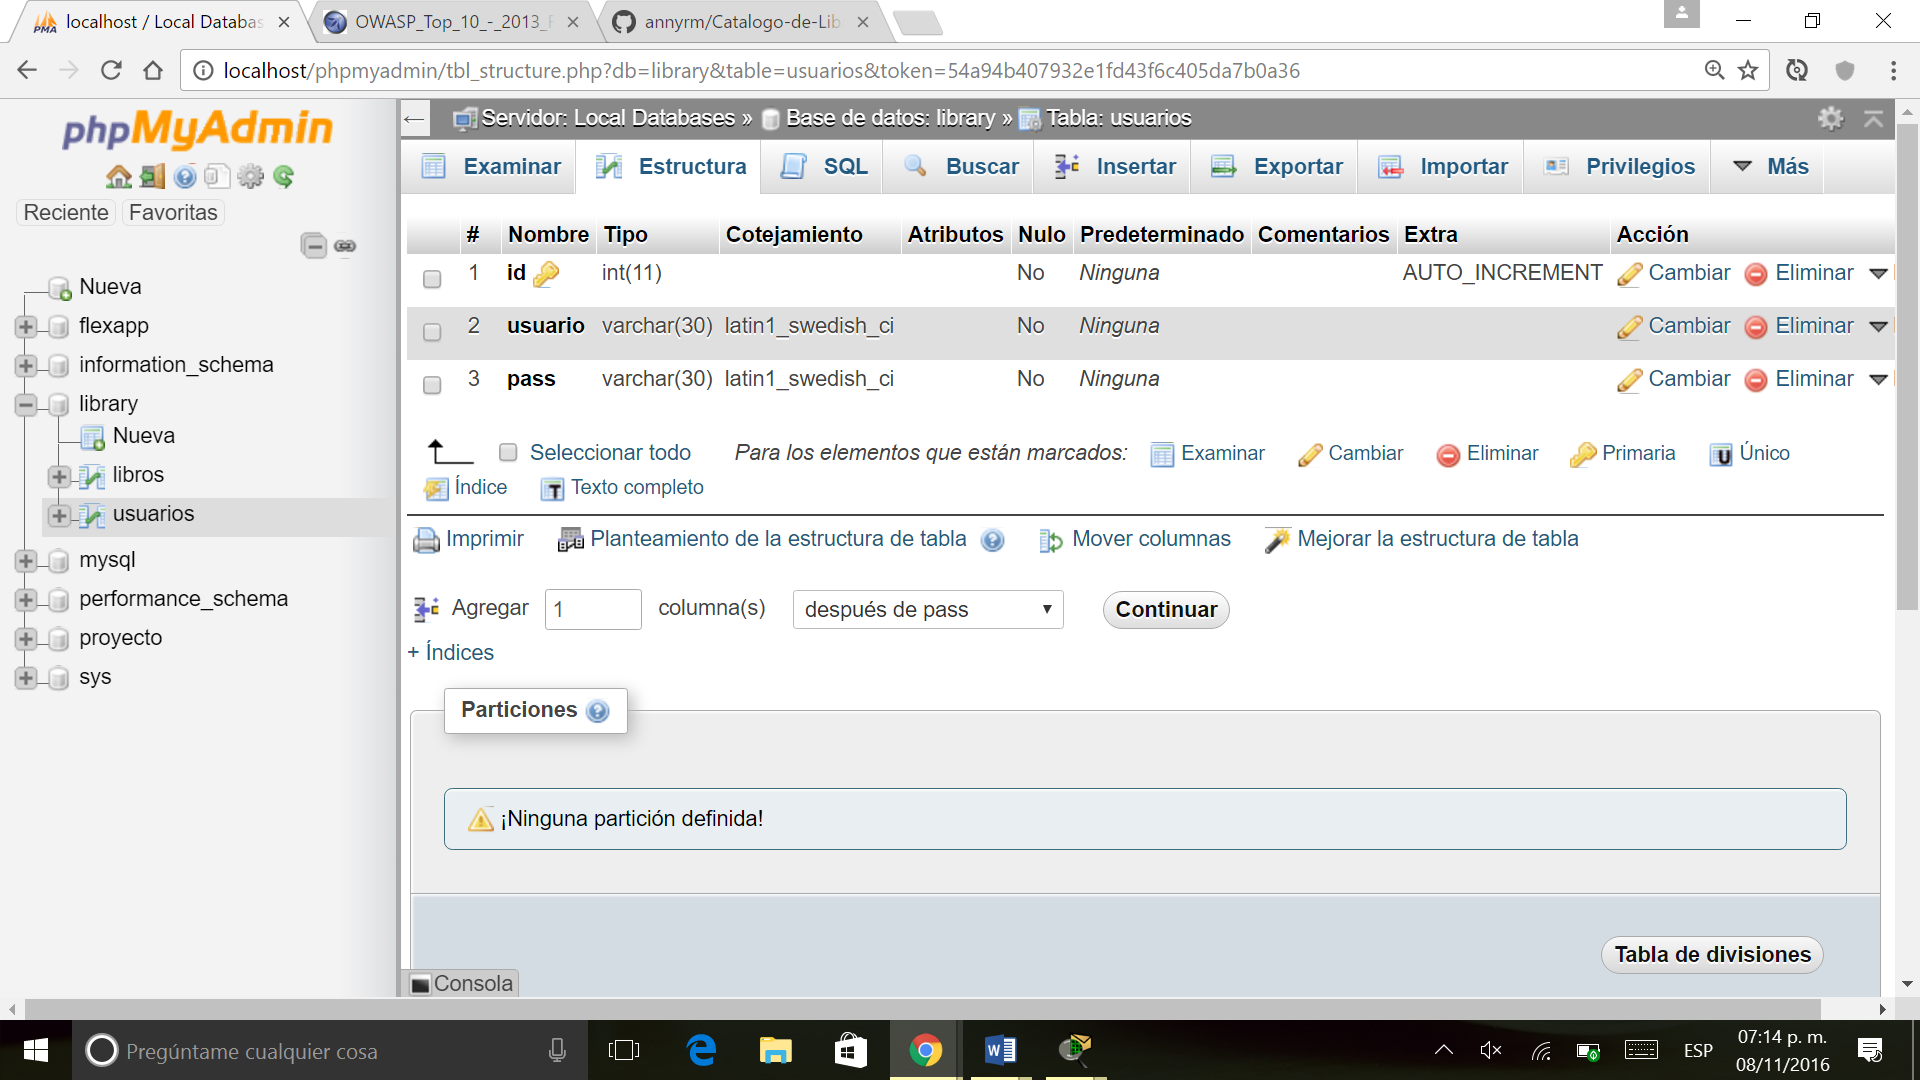 localhost / Local Databas
OWASP_Top_10_-_2013_F
annyrm/Catalogo-de-Lib
localhost/phpmyadmin/tbl_structure.php?db=library&table=usuarios&token=54a94b407932e1fd43f6c405da7b0a36
phpMyAdmin
Reciente Favoritas
Nueva
flexapp
information_schema
library
Nueva
libros
usuarios
mysql
performance_schema
proyecto
sys
Servidor: Local Databases » Base de datos: library » Tabla: usuarios
Examinar Estructura SQL Buscar Insertar Exportar Importar Privilegios Más
# Nombre Tipo Cotejamiento Atributos Nulo Predeterminado Comentarios Extra Acción
1 id int(11) No Ninguna AUTO_INCREMENT Cambiar Eliminar
2 usuario varchar(30) latin1_swedish_ci No Ninguna Cambiar Eliminar
3 pass varchar(30) latin1_swedish_ci No Ninguna Cambiar Eliminar
Seleccionar todo Para los elementos que están marcados: Examinar Cambiar Eliminar Primaria Único
Índice Texto completo
Imprimir Planteamiento de la estructura de tabla Mover columnas Mejorar la estructura de tabla
Agregar 1 columna(s) después de pass Continuar
+ Índices
Particiones
¡Ninguna partición definida!
Tabla de divisiones
Consola
Pregúntame cualquier cosa
ESP
07:14 p. m.
08/11/2016